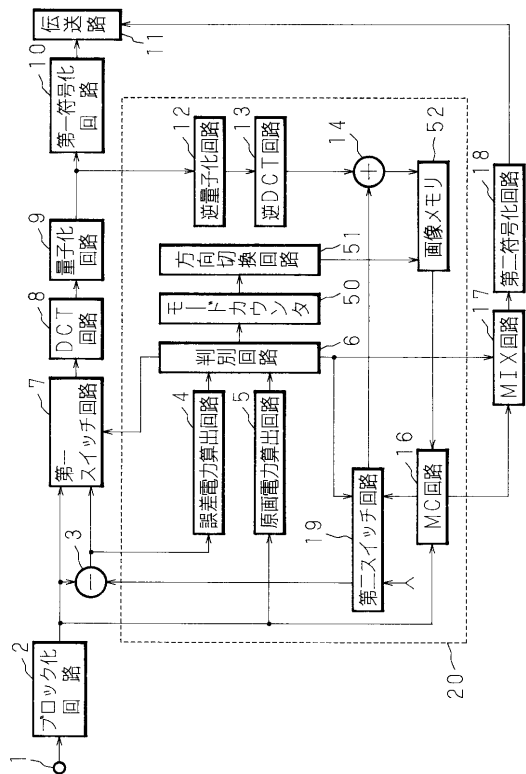 1
2
ブロック化
回路
3
−
7
第一
スイッチ回路
8
DCT
回路
9
量子化
回路
10
第一符号化
回路
伝送路
11
4
誤差電力算出回路
5
原画電力算出回路
判別回路
6
モードカウンタ
50
方向切換回路
51
12
逆量子化回路
13
逆DCT回路
14
+
52
画像メモリ
19
第二スイッチ回路
16
MC回路
17
MIX回路
18
第二符号化回路
20